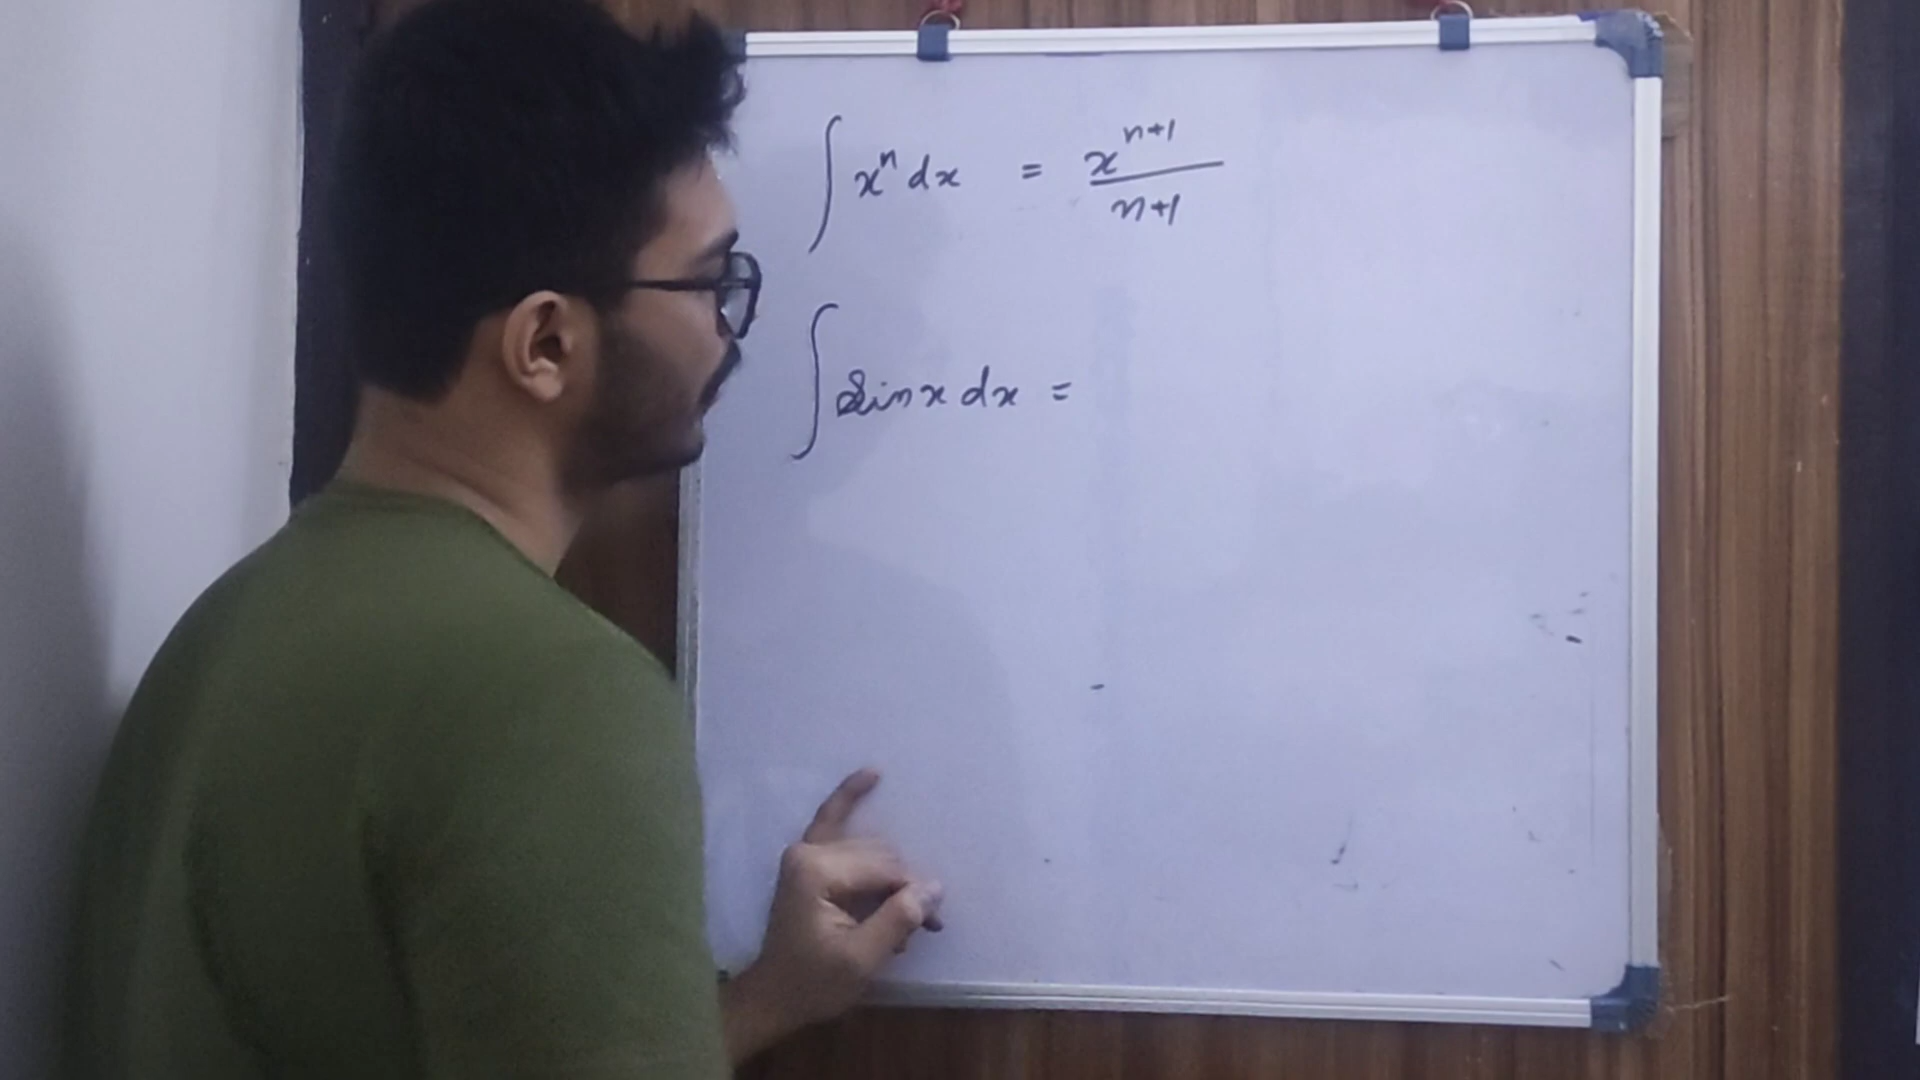 ∫ xⁿ dx = xⁿ⁺¹/n+1
∫ sin x dx =